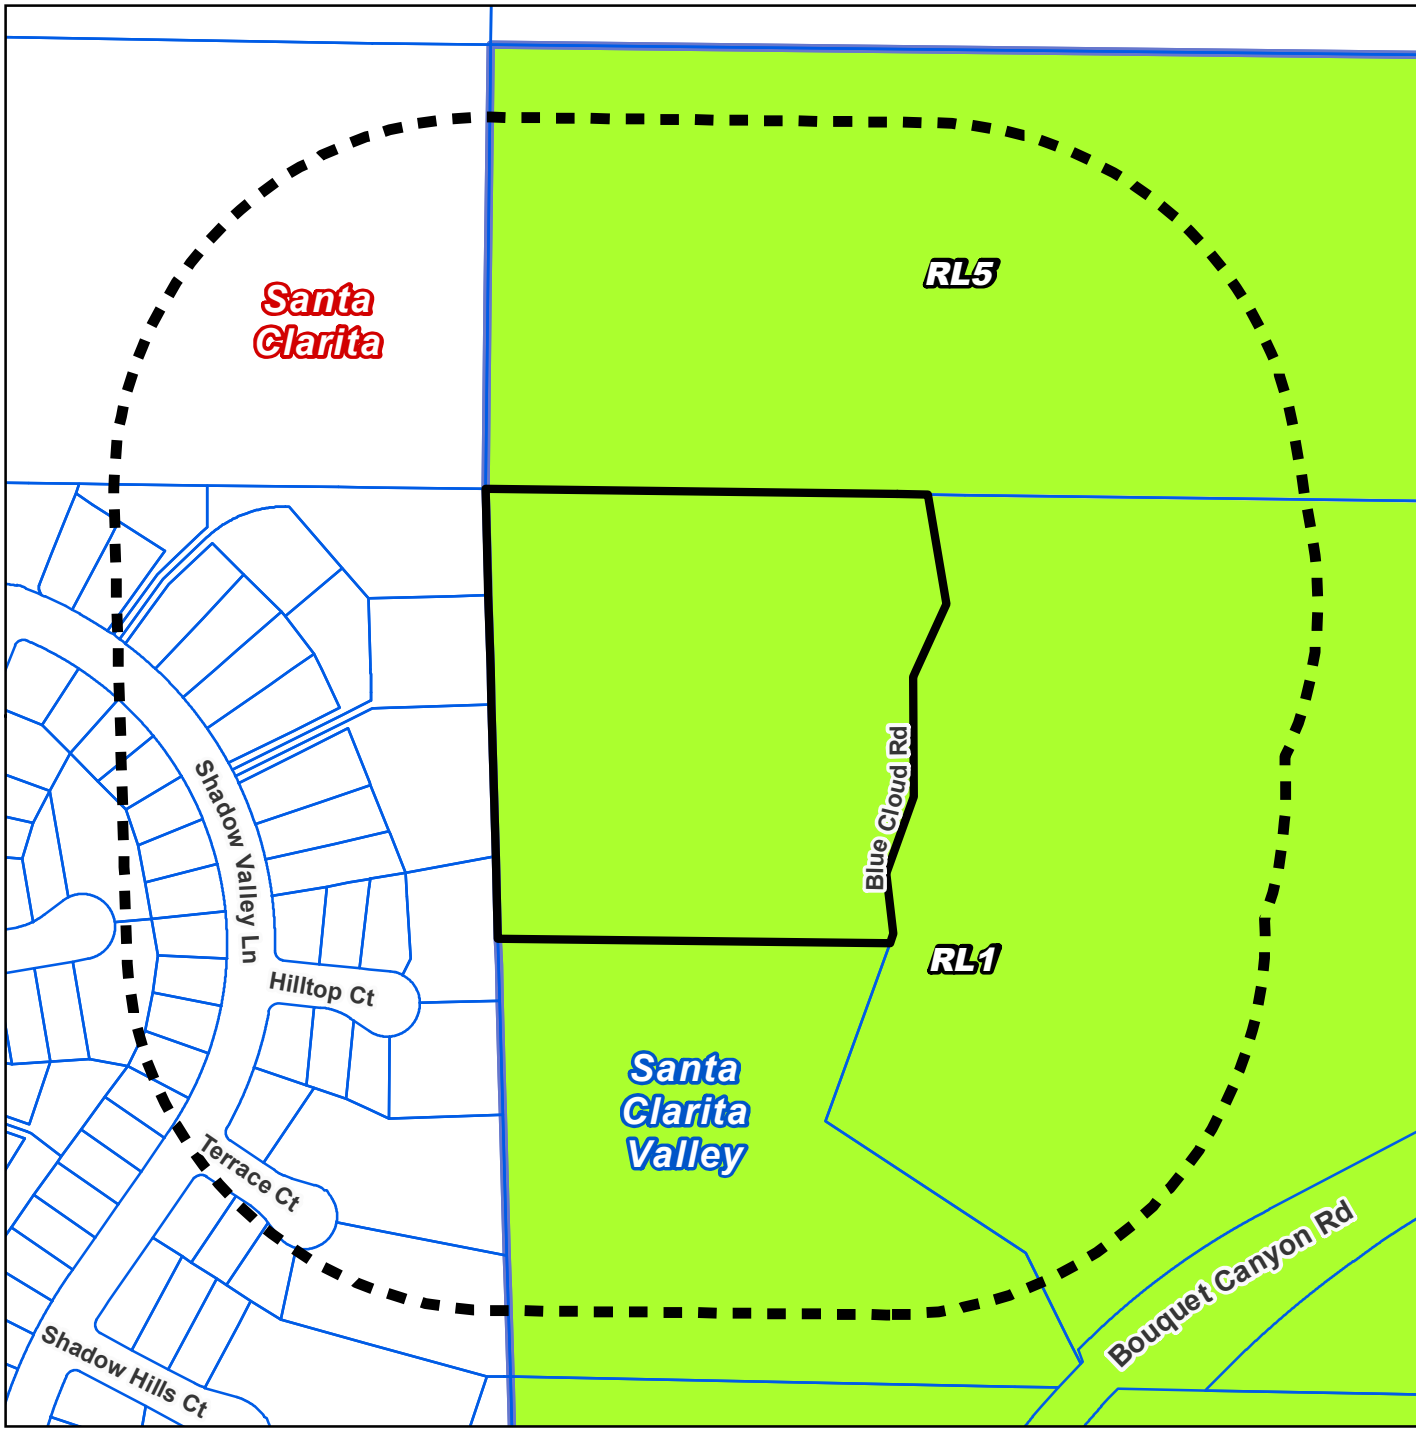 RL5
Santa
Clarita
Blue Cloud Rd
Shadow Valley Ln
RL1
Hilltop Ct
Santa
Clarita
Valley
Terrace Ct
Bouquet Canyon Rd
Shadow Hills Ct